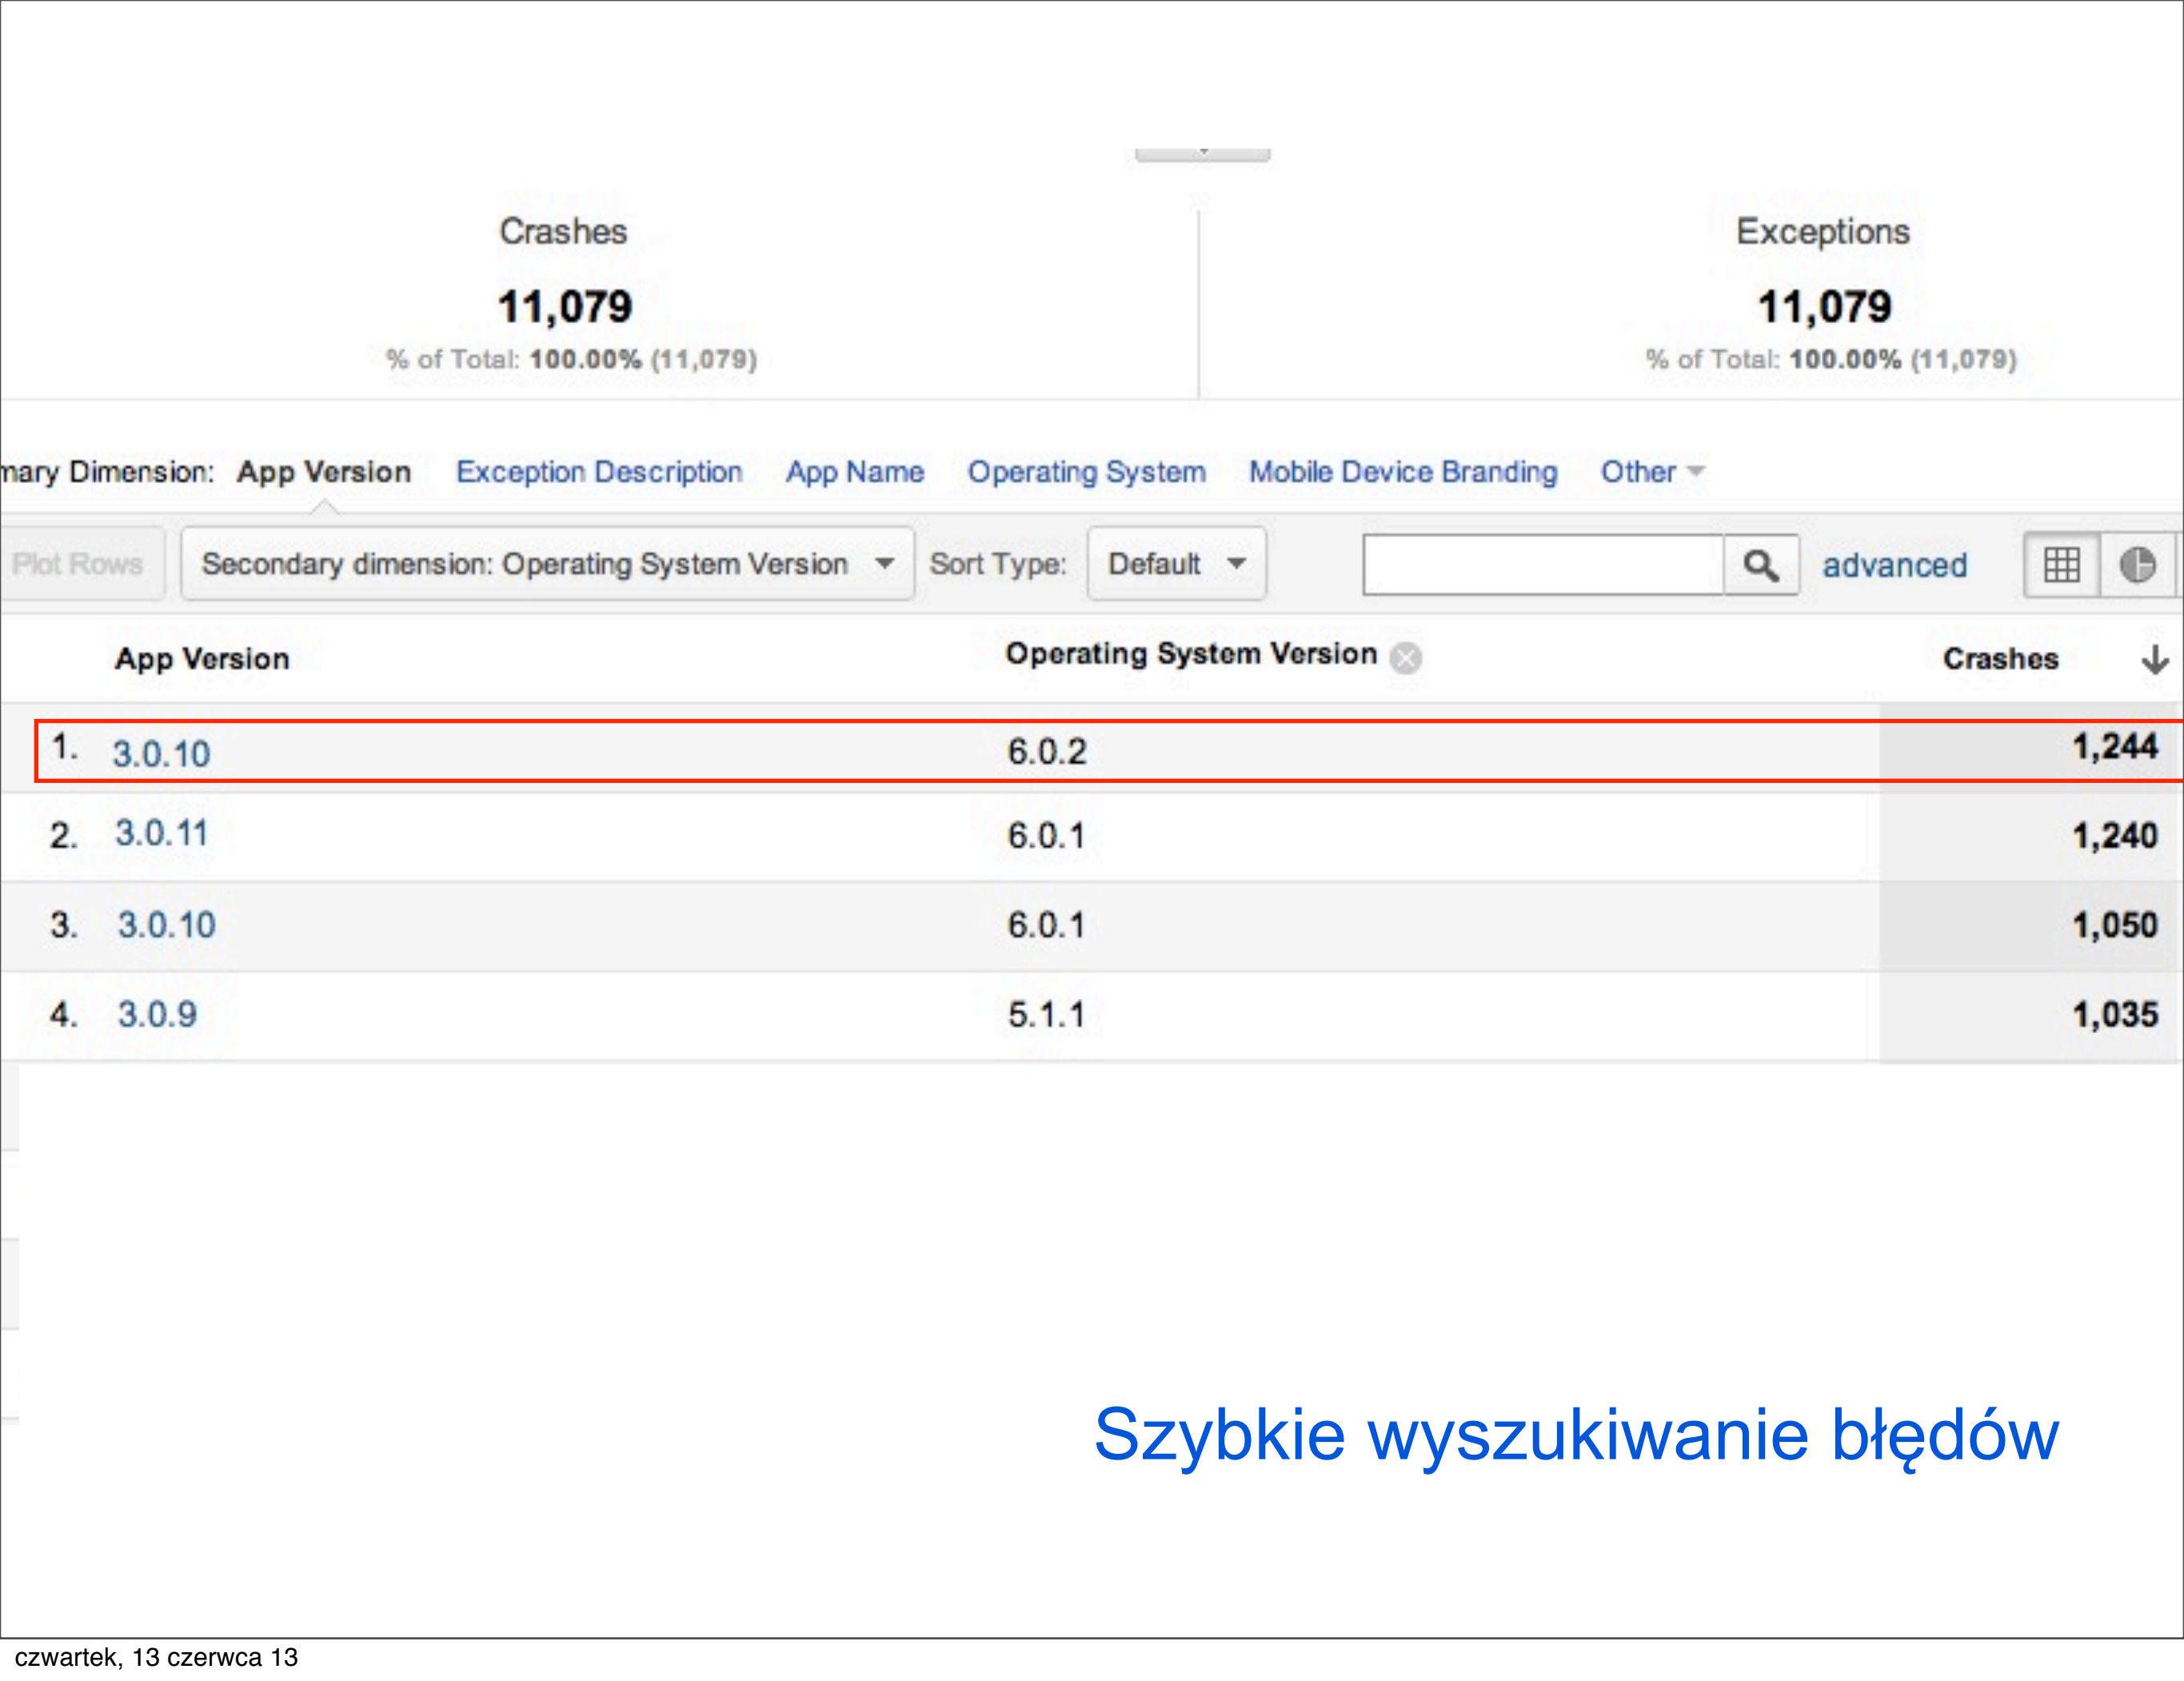 Crashes
Exceptions
11,079
11,079
% of Total: 100.00% (11,079)
% of Total: 100.00% (11,079)
mary Dimension: App Version Exception Description App Name Operating System Mobile Device Branding Other
Plot Rows Secondary dimension: Operating System Version Sort Type: Default advanced
App Version Operating System Version Crashes
1. 3.0.10 6.0.2 1,244
2. 3.0.11 6.0.1 1,240
3. 3.0.10 6.0.1 1,050
4. 3.0.9 5.1.1 1,035
Szybkie wyszukiwanie błędów
czwartek, 13 czerwca 13